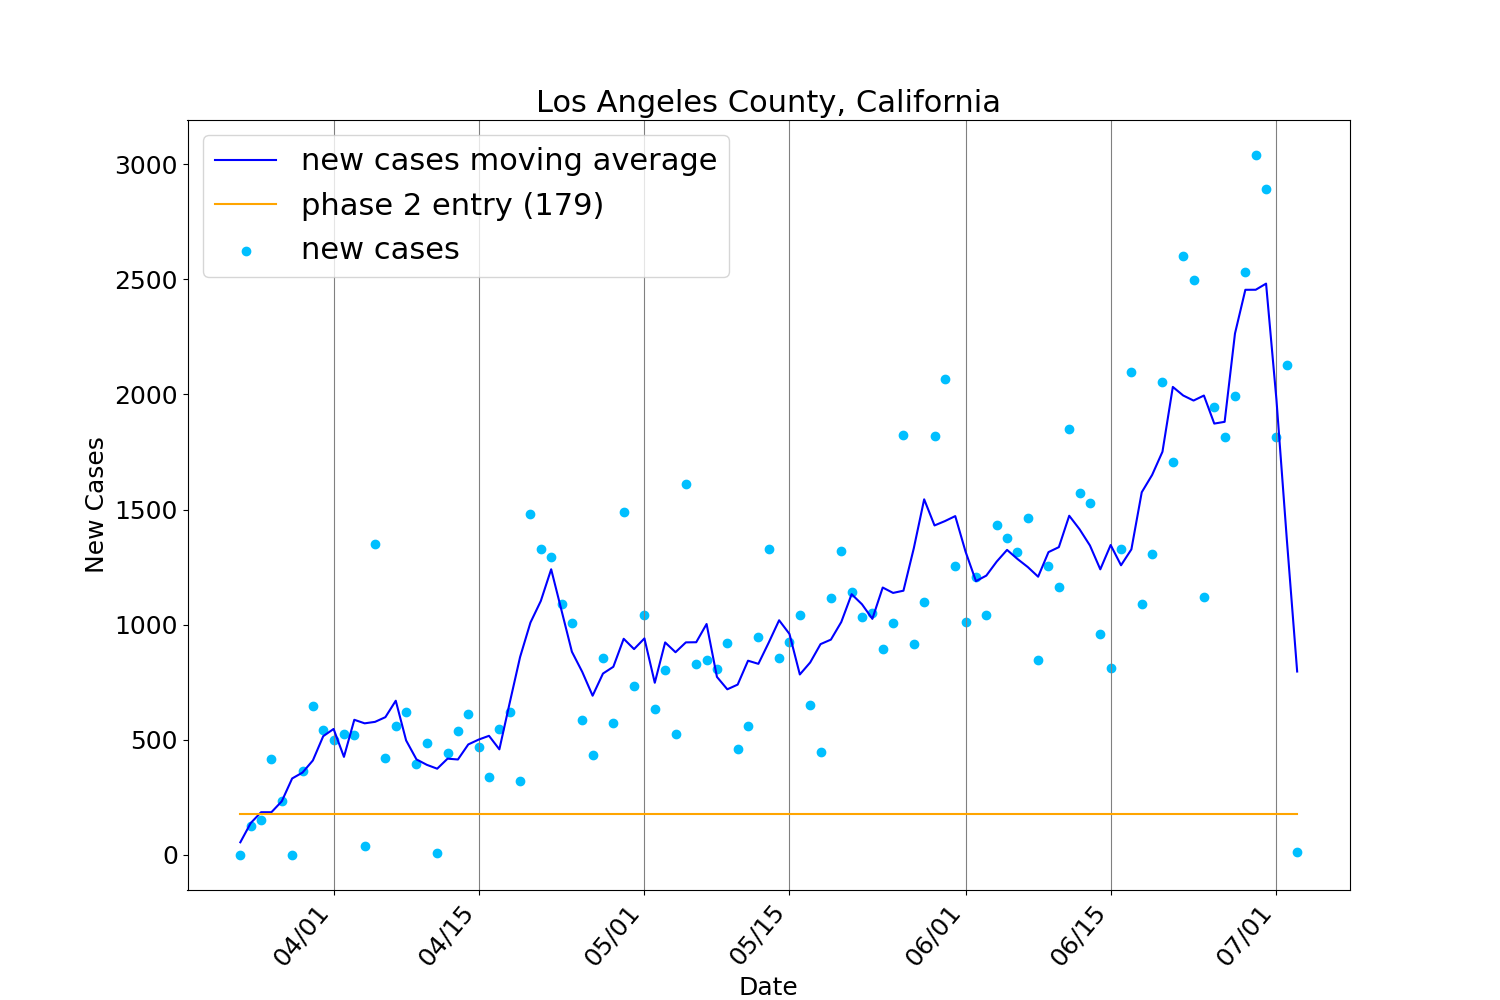 Los Angeles County, California
new cases moving average
phase 2 entry (179)
new cases
3000
2500
2000
1500
1000
500
0
New Cases
04/01
04/15
05/01
05/15
06/01
06/15
07/01
Date